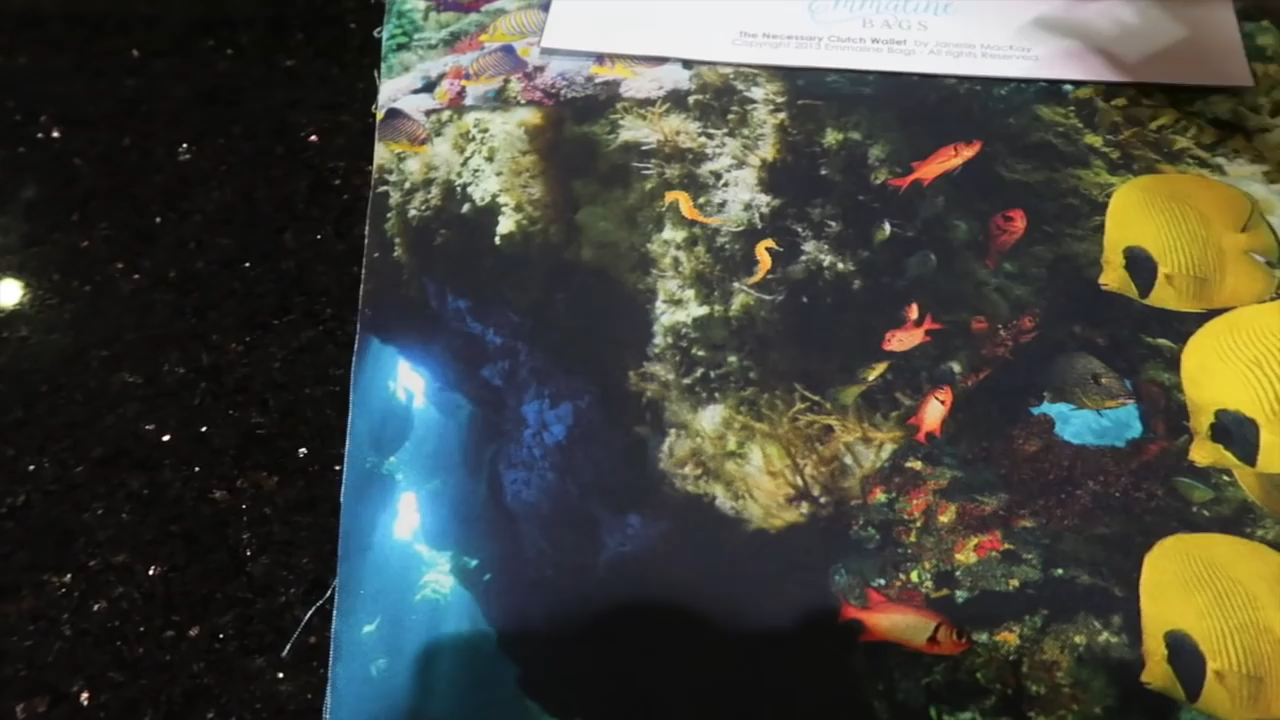 Emmaline
BAGS
The Necessary Clutch Wallet by Janelle MacKay
Copyright 2013 Emmaline Bags - All rights Reserved